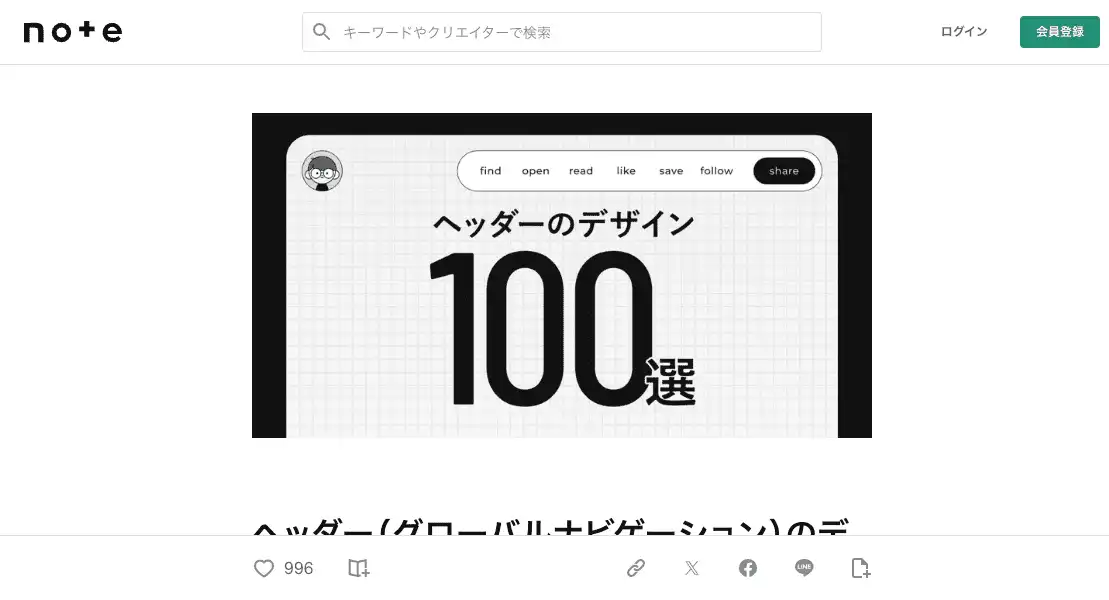 note
キーワードやクリエイターで検索
ログイン
会員登録
find open read like save follow share
ヘッダーのデザイン
100選
ヘッダー(グローバルナビゲーション)のデ
996
LINE